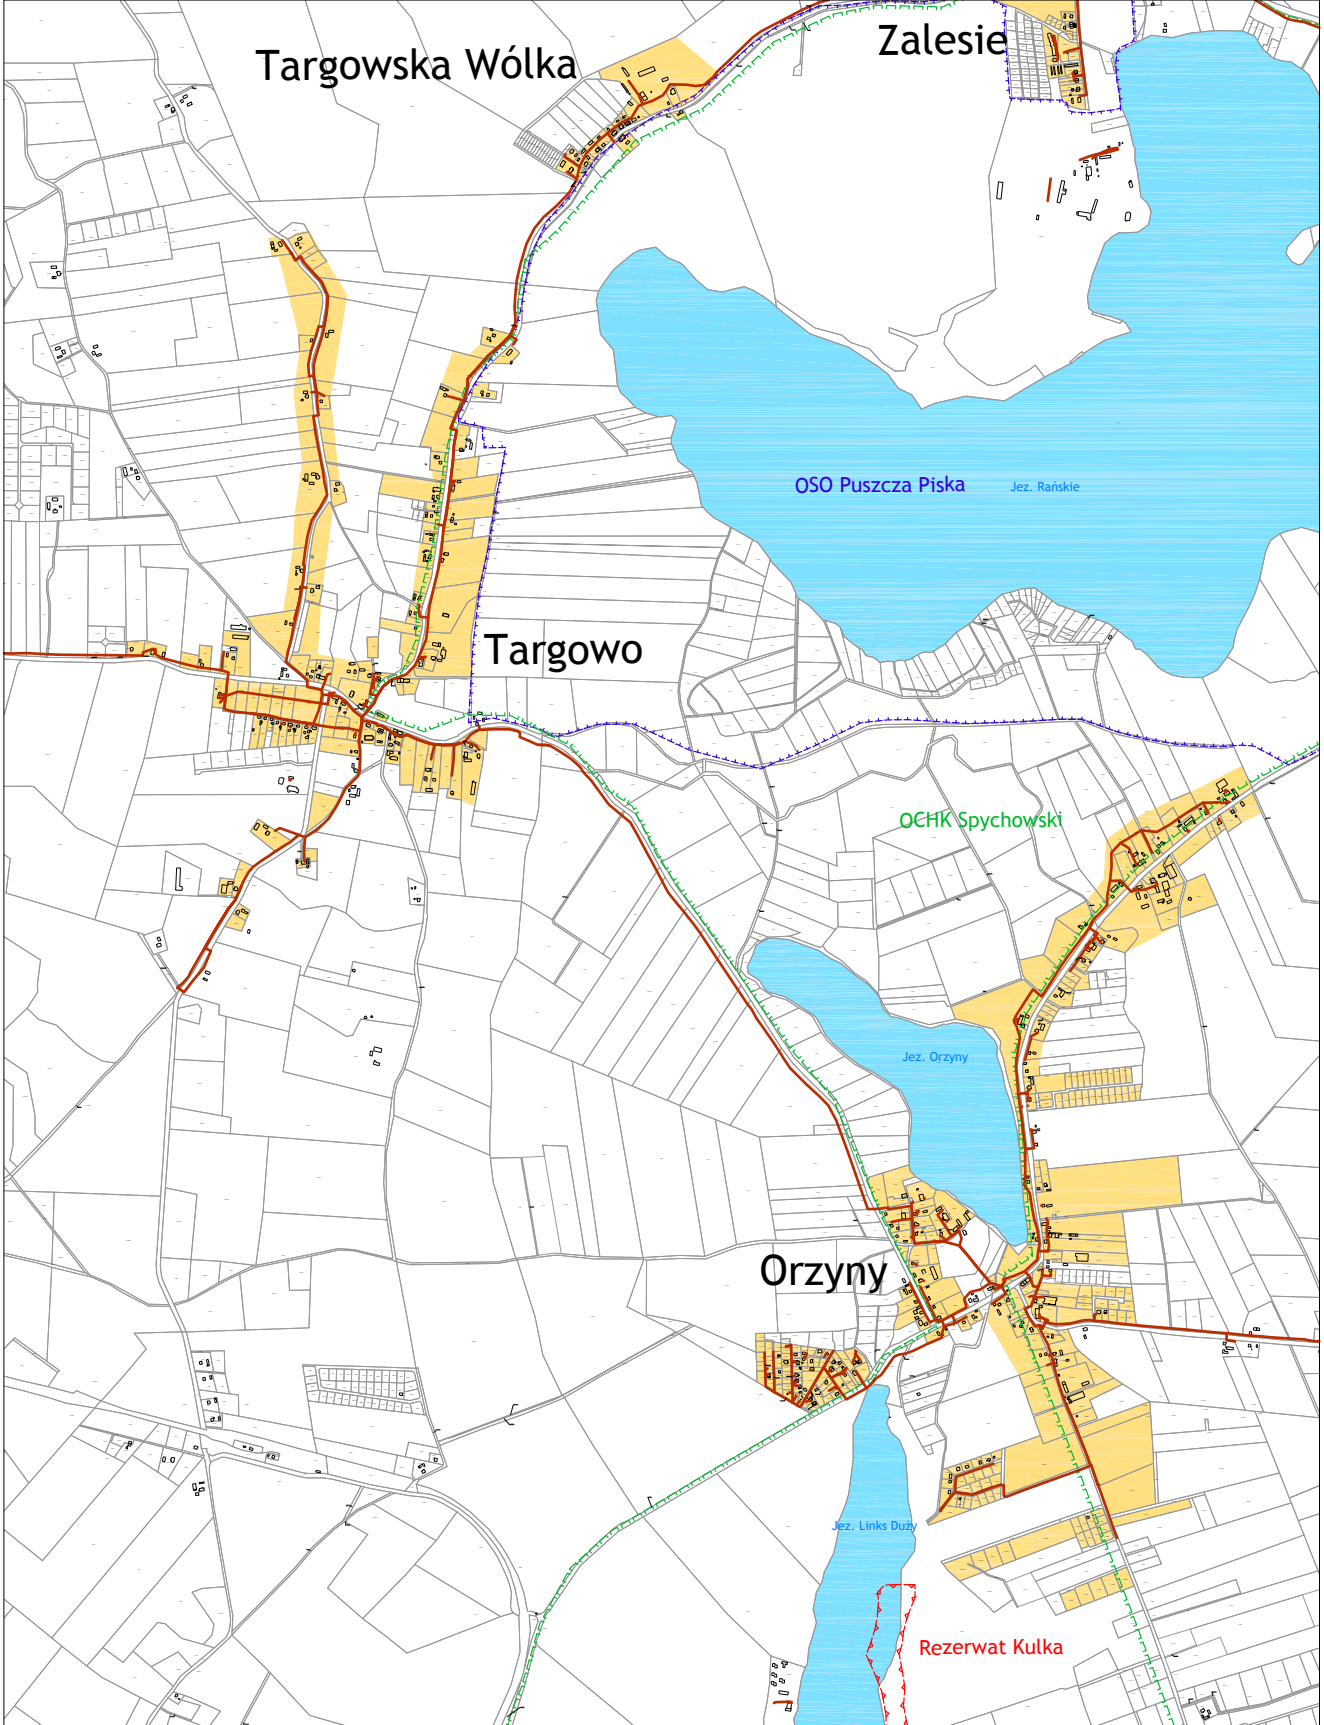 Zalesie
Targowska Wólka
OSO Puszcza Piska
Jez. Rańskie
Targowo
OCHK Spychowski
Jez. Orzyny
Orzyny
Jez. Links Duży
Rezerwat Kulka